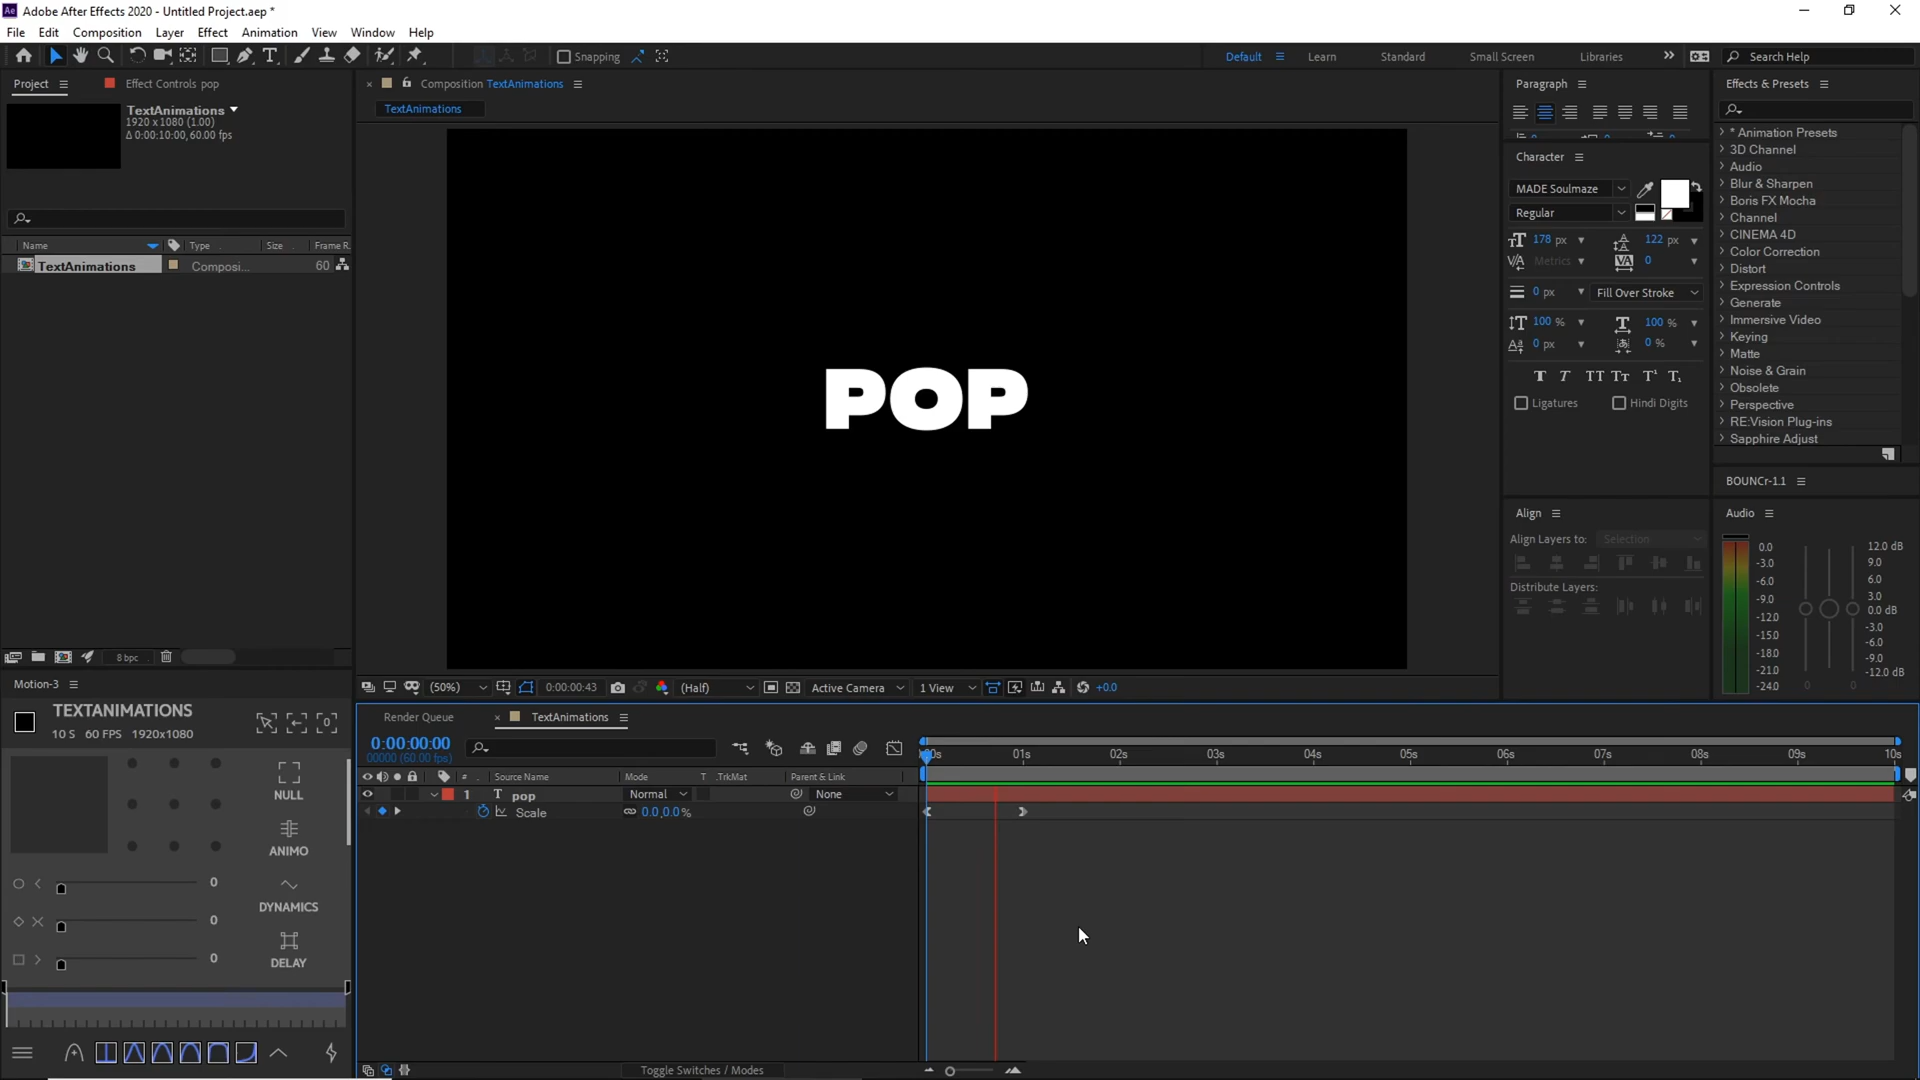 Adobe After Effects 2020 - Untitled Project.aep *
File Edit Composition Layer Effect Animation View Window Help
Snapping
Default Learn Standard Small Screen Libraries Search Help
Project Effect Controls pop
Composition TextAnimations
TextAnimations
TextAnimations
1920 x 1080 (1.00)
Δ 0:00:10:00, 60.00 fps
Name Type Size Frame R.
TextAnimations Composi... 60
8 bpc
POP
Paragraph
Character
MADE Soulmaze
Regular
178 px 122 px
Metrics 0
0 px Fill Over Stroke
100 % 100 %
0 px 0 %
Ligatures Hindi Digits
Align
Align Layers to: Selection
Distribute Layers:
Effects & Presets
* Animation Presets
3D Channel
Audio
Blur & Sharpen
Boris FX Mocha
Channel
CINEMA 4D
Color Correction
Distort
Expression Controls
Generate
Immersive Video
Keying
Matte
Noise & Grain
Obsolete
Perspective
RE:Vision Plug-ins
Sapphire Adjust
BOUNCr-1.1
Audio
0.0 12.0 dB
-3.0 9.0
-6.0 6.0
-9.0 3.0
-12.0 0.0 dB
-15.0 -3.0
-18.0 -6.0
-21.0 -9.0
-24.0 0 0 -12.0 dB
(50%) 0:00:00:43 (Half) Active Camera 1 View +0.0
Motion-3
TEXTANIMATIONS
10 S 60 FPS 1920x1080
NULL
ANIMO
DYNAMICS
DELAY
0
0
0
Render Queue TextAnimations
0:00:00:00
00000 (60.00 fps)
01s 02s 03s 04s 05s 06s 07s 08s 09s 10s
# Source Name Mode T .TrkMat Parent & Link
1 T pop Normal None
Scale 0.0,0.0%
Toggle Switches / Modes